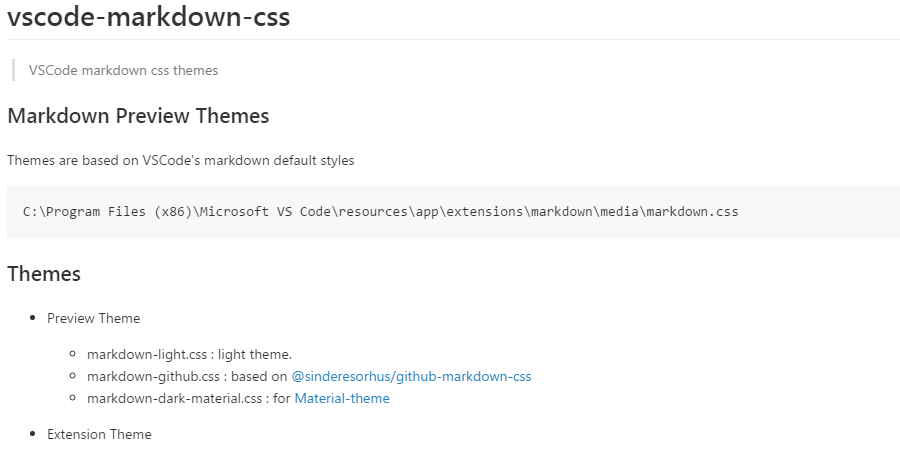 vscode-markdown-css
VSCode markdown css themes
Markdown Preview Themes
Themes are based on VSCode's markdown default styles
C:\Program Files (x86)\Microsoft VS Code\resources\app\extensions\markdown\media\markdown.css
Themes
Preview Theme
markdown-light.css : light theme.
markdown-github.css : based on @sinderesorhus/github-markdown-css
markdown-dark-material.css : for Material-theme
Extension Theme